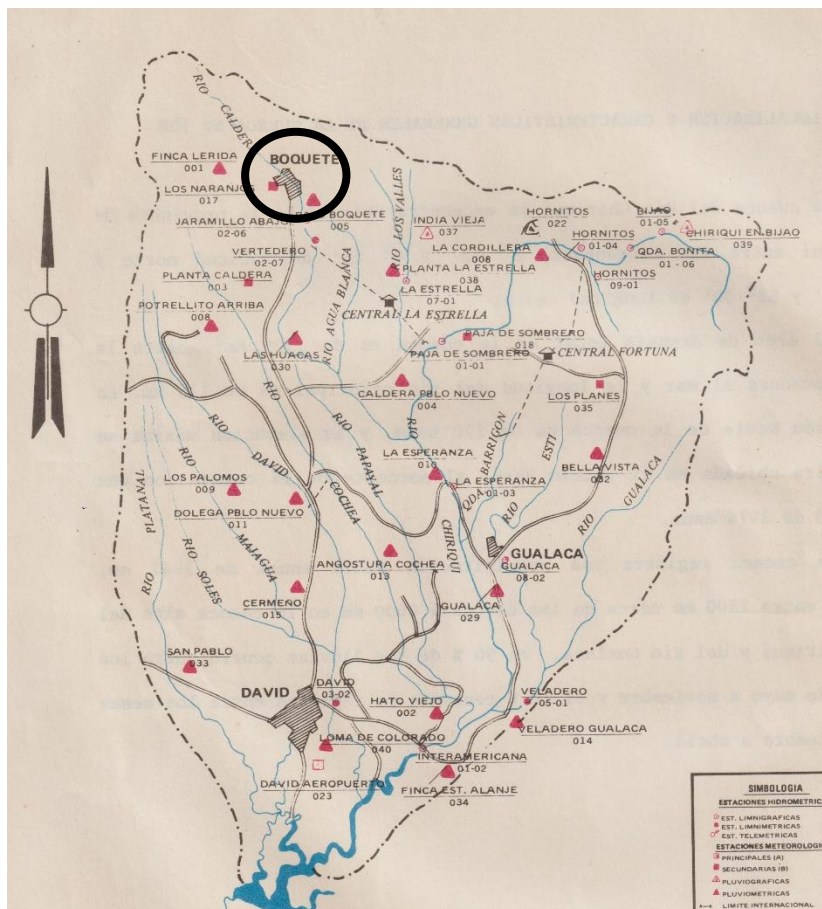 RIO CALDERA
FINCA LERIDA
001
BOQUETE
LOS NARANJOS
017
BOQUETE
005
JARAMILLO ABAJO
02-06
VERTEDERO
02-07
PLANTA CALDERA
003
POTRELLITO ARRIBA
008
RIO LOS VALLES
RIO AGUA BLANCA
INDIA VIEJA
037
HORNITOS
022
LA CORDILLERA
008
HORNITOS
01-04
BIJAO
01-05
CHIRIQUI EN BIJAO
039
QDA. BONITA
01-06
HORNITOS
09-01
PLANTA LA ESTRELLA
038
LA ESTRELLA
07-01
CENTRAL LA ESTRELLA
PAJA DE SOMBRERO
018
PAJA DE SOMBRERO
01-01
CENTRAL FORTUNA
LAS HUACAS
030
CALDERA PBLO NUEVO
004
LOS PLANES
035
RIO DAVID
RIO COCHEA
RIO PAPAYAL
RIO CHIRIQUI
LA ESPERANZA
010
LA ESPERANZA
01-03
QDA BARRIGON
RIO ESTI
BELLA VISTA
032
RIO GUALACA
RIO PLATANAL
RIO MAJAGUA
RIO SOLES
LOS PALOMOS
009
DOLEGA PBLO NUEVO
011
ANGOSTURA COCHEA
013
GUALACA
GUALACA
08-02
GUALACA
029
CERMEÑO
015
SAN PABLO
033
DAVID
DAVID
03-02
HATO VIEJO
002
VELADERO
05-01
VELADERO GUALACA
014
LOMA DE COLORADO
040
INTERAMERICANA
01-02
DAVID AEROPUERTO
023
FINCA EST. ALANJE
034
SIMBOLOGIA
ESTACIONES HIDROMETRIC
EST. LIMNIGRAFICAS
EST. LIMNIMETRICAS
EST. TELEMETRICAS
ESTACIONES METEOROLOGI
PRINCIPALES (A)
SECUNDARIAS (B)
PLUVIOGRAFICAS
PLUVIOMETRICAS
LIMITE INTERNACIONAL